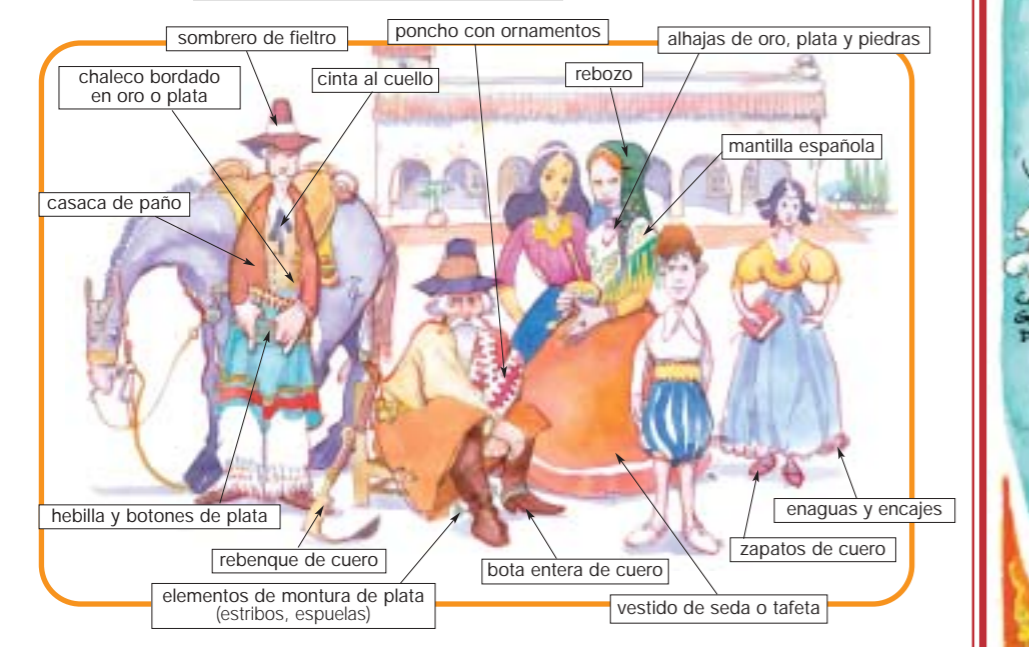 sombrero de fieltro
poncho con ornamentos
alhajas de oro, plata y piedras
chaleco bordado
en oro o plata
cinta al cuello
rebozo
mantilla española
casaca de paño
hebilla y botones de plata
enaguas y encajes
rebenque de cuero
bota entera de cuero
zapatos de cuero
elementos de montura de plata
(estribos, espuelas)
vestido de seda o tafeta